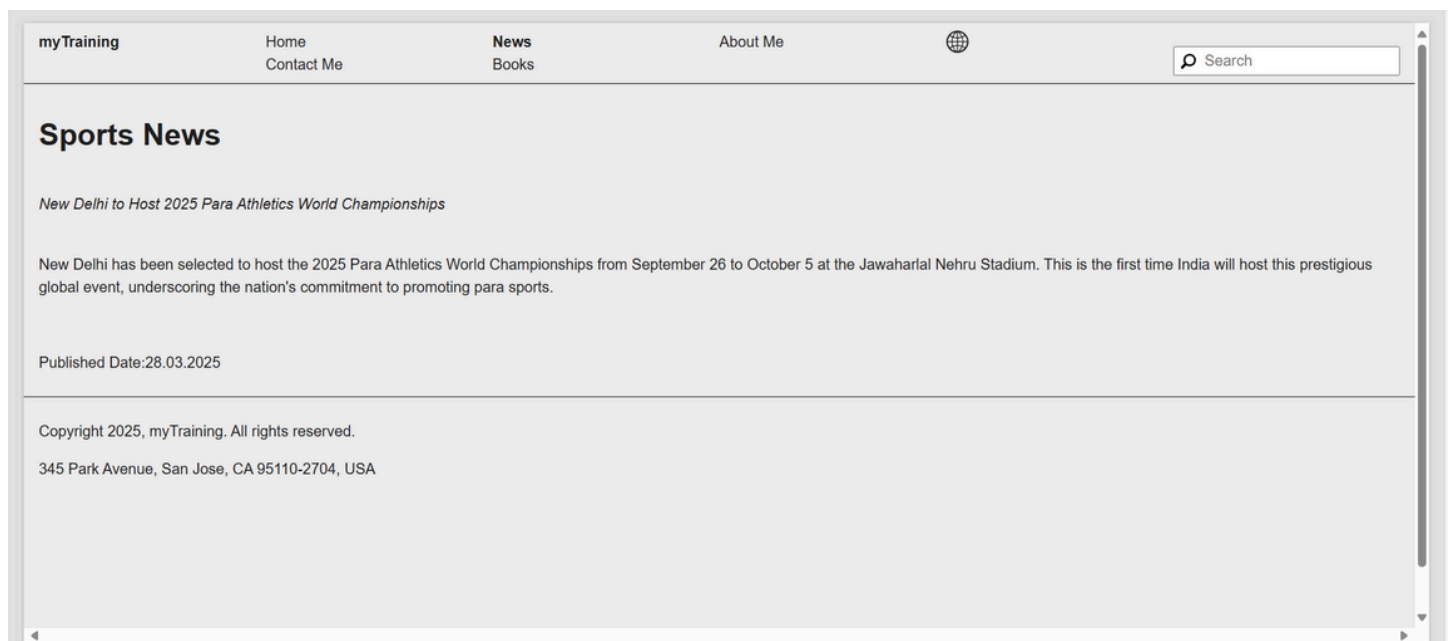 myTraining
Home
News
About Me
Contact Me
Books
Search
Sports News
New Delhi to Host 2025 Para Athletics World Championships
New Delhi has been selected to host the 2025 Para Athletics World Championships from September 26 to October 5 at the Jawaharlal Nehru Stadium. This is the first time India will host this prestigious
global event, underscoring the nation's commitment to promoting para sports.
Published Date:28.03.2025
Copyright 2025, myTraining. All rights reserved.
345 Park Avenue, San Jose, CA 95110-2704, USA